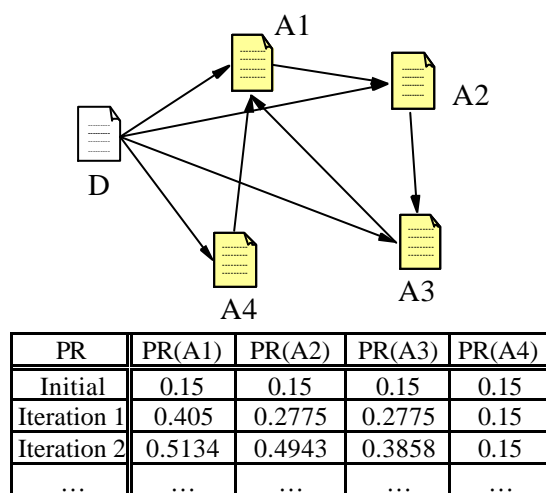 A1
A2
D
A4
A3
PR PR(A1) PR(A2) PR(A3) PR(A4)
Initial 0.15 0.15 0.15 0.15
Iteration 1 0.405 0.2775 0.2775 0.15
Iteration 2 0.5134 0.4943 0.3858 0.15
… … … … …